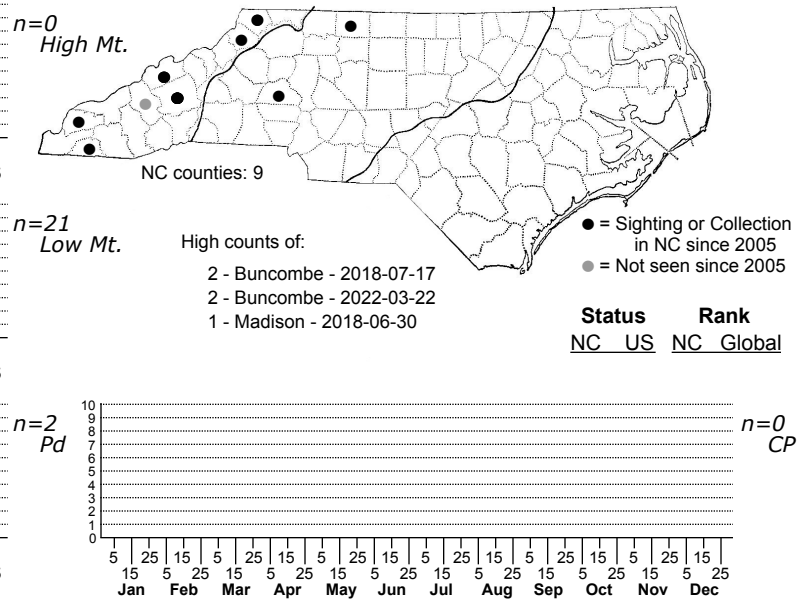 n=0
High Mt.
NC counties: 9
n=21
Low Mt.
High counts of:
2 - Buncombe - 2018-07-17
2 - Buncombe - 2022-03-22
1 - Madison - 2018-06-30
= Sighting or Collection
in NC since 2005
= Not seen since 2005
Status Rank
NC US NC Global
n=2
Pd
10
9
8
7
6
5
4
3
2
1
0
n=0
CP
5 25 15 5 25 15 5 25 15 5 25 15 5 25 15 5 25 15
15 5 25 15 5 25 15 5 25 15 5 25 15 5 25 15 5 25
Jan Feb Mar Apr May Jun Jul Aug Sep Oct Nov Dec